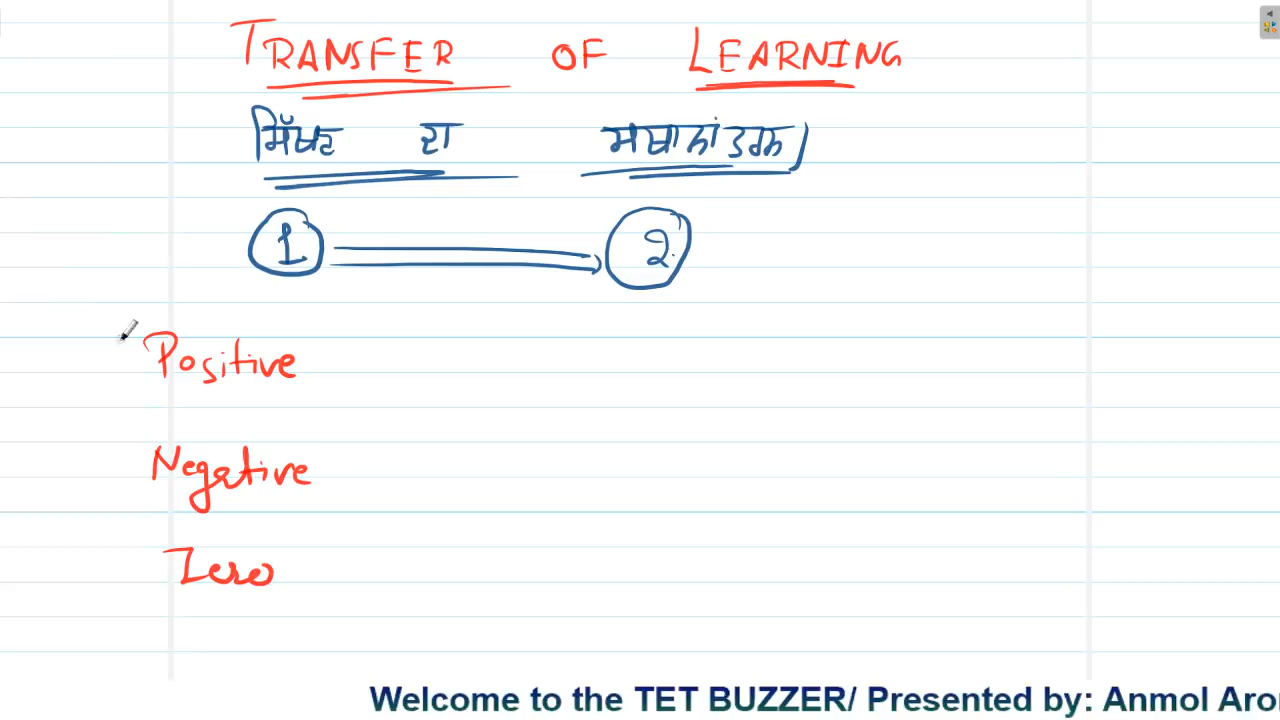 TRANSFER OF LEARNING
ਸਿੱਖਣ ਦਾ ਸਥਾਨਾਂਤਰਨ
1 2
Positive
Negative
Zero
Welcome to the TET BUZZER/ Presented by: Anmol Aror